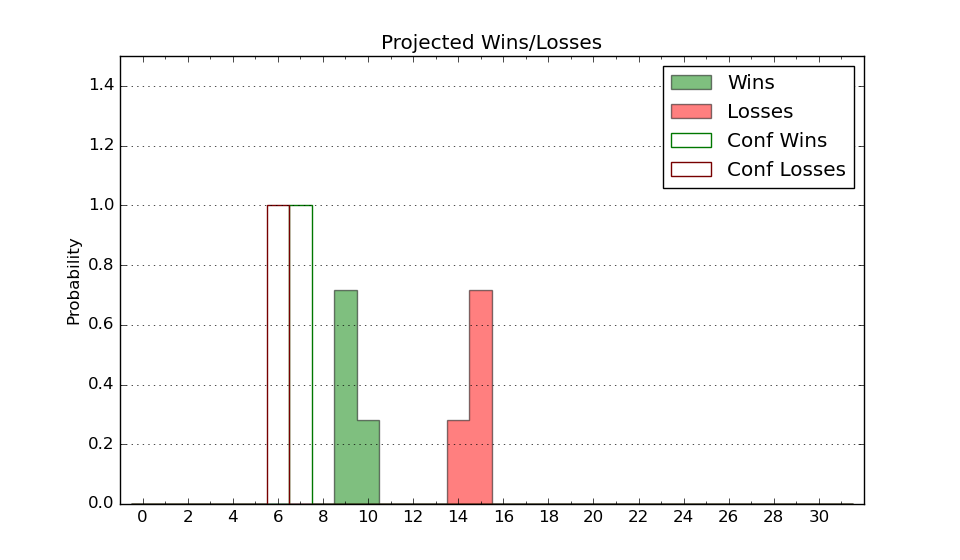 Projected Wins/Losses
1.4
1.2
1.0
0.8
0.6
0.4
0.2
0.0
Probability
Wins
Losses
Conf Wins
Conf Losses
0 2 4 6 8 10 12 14 16 18 20 22 24 26 28 30